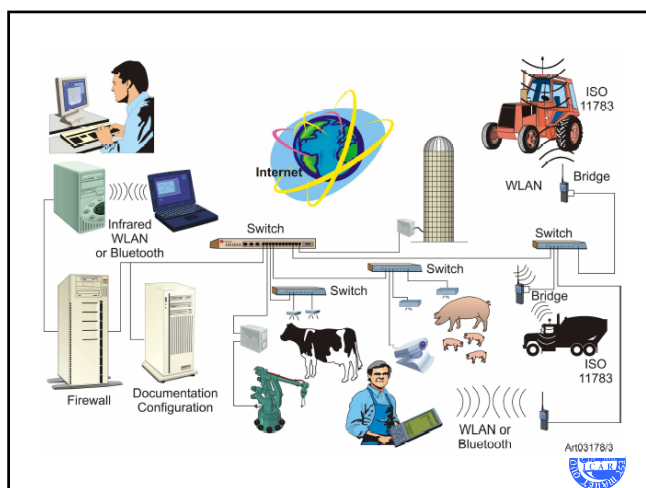 ISO
11783
Internet
WLAN
Bridge
Infrared
WLAN
or Bluetooth
Switch
Switch
Switch
Switch
Bridge
ISO
11783
Firewall
Documentation
Configuration
WLAN or
Bluetooth
Art03178/3
ICAR